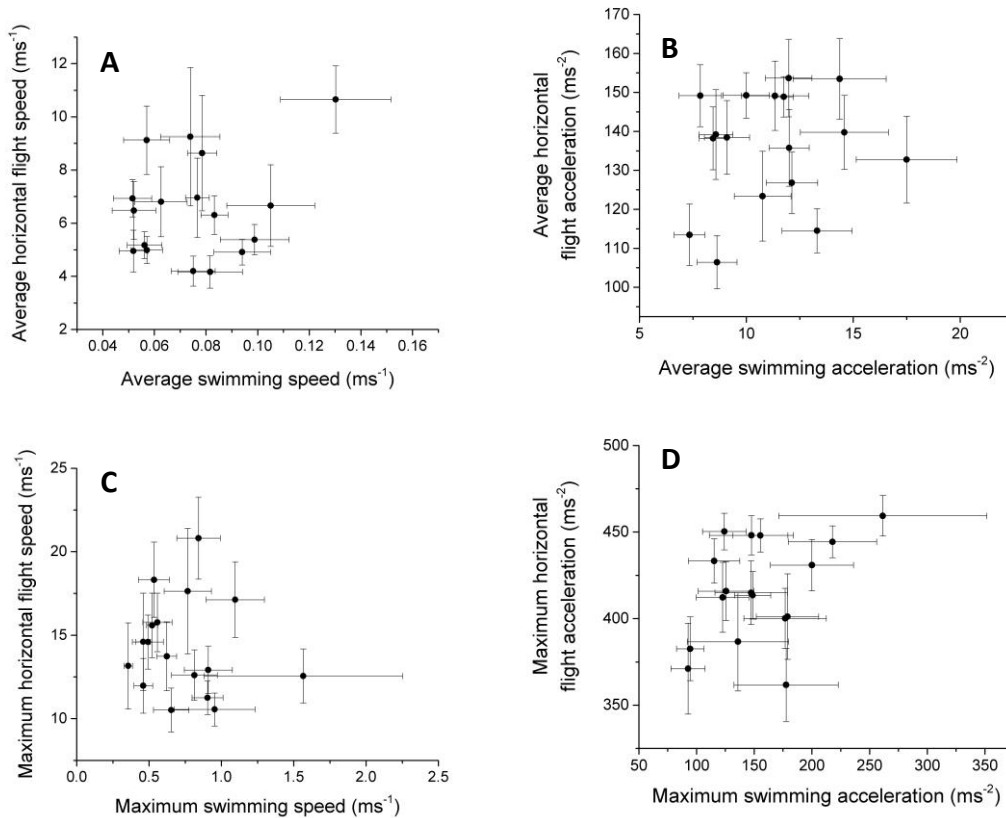 A
Average horizontal flight speed (ms⁻¹)
12
10
8
6
4
2
0.04 0.06 0.08 0.10 0.12 0.14 0.16
Average swimming speed (ms⁻¹)
B
Average horizontal
flight acceleration (ms⁻²)
170
160
150
140
130
120
110
100
5 10 15 20
Average swimming acceleration (ms⁻²)
C
Maximum horizontal flight speed (ms⁻¹)
25
20
15
10
0.0 0.5 1.0 1.5 2.0 2.5
Maximum swimming speed (ms⁻¹)
D
Maximum horizontal
flight acceleration (ms⁻²)
500
450
400
350
50 100 150 200 250 300 350
Maximum swimming acceleration (ms⁻²)